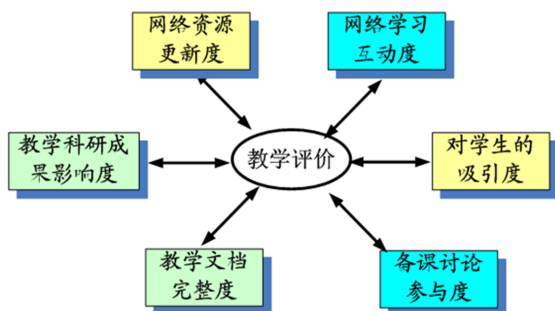 网络资源
更新度
网络学习
互动度
教学科研成
果影响度
教学评价
对学生的
吸引度
教学文档
完整度
备课讨论
参与度